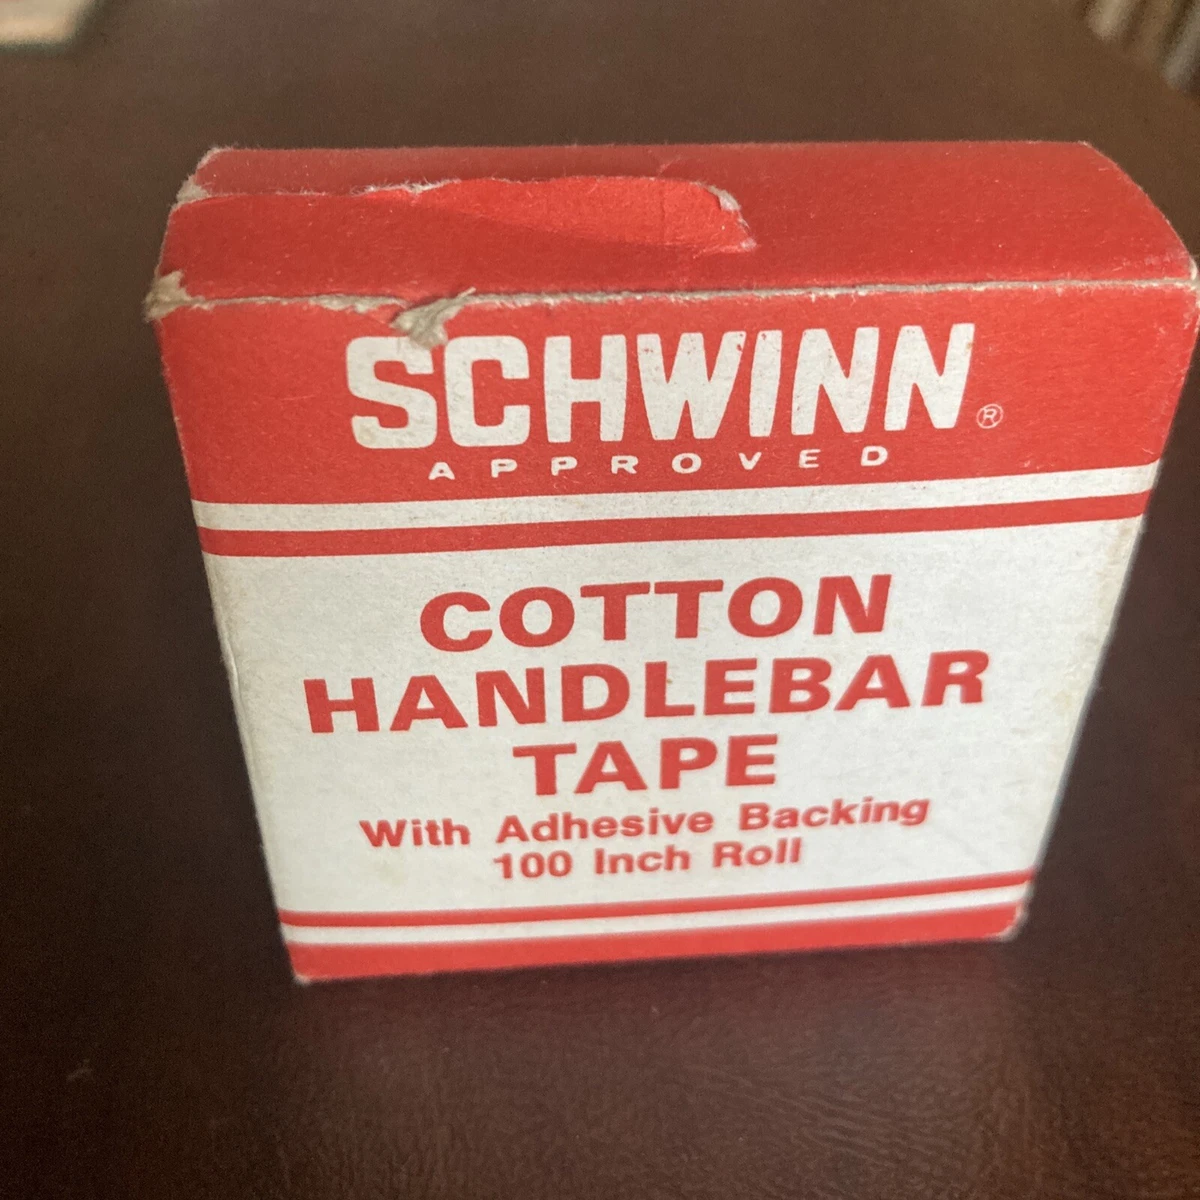 SCHWINN®
APPROVED
COTTON
HANDLEBAR
TAPE
With Adhesive Backing
100 Inch Roll